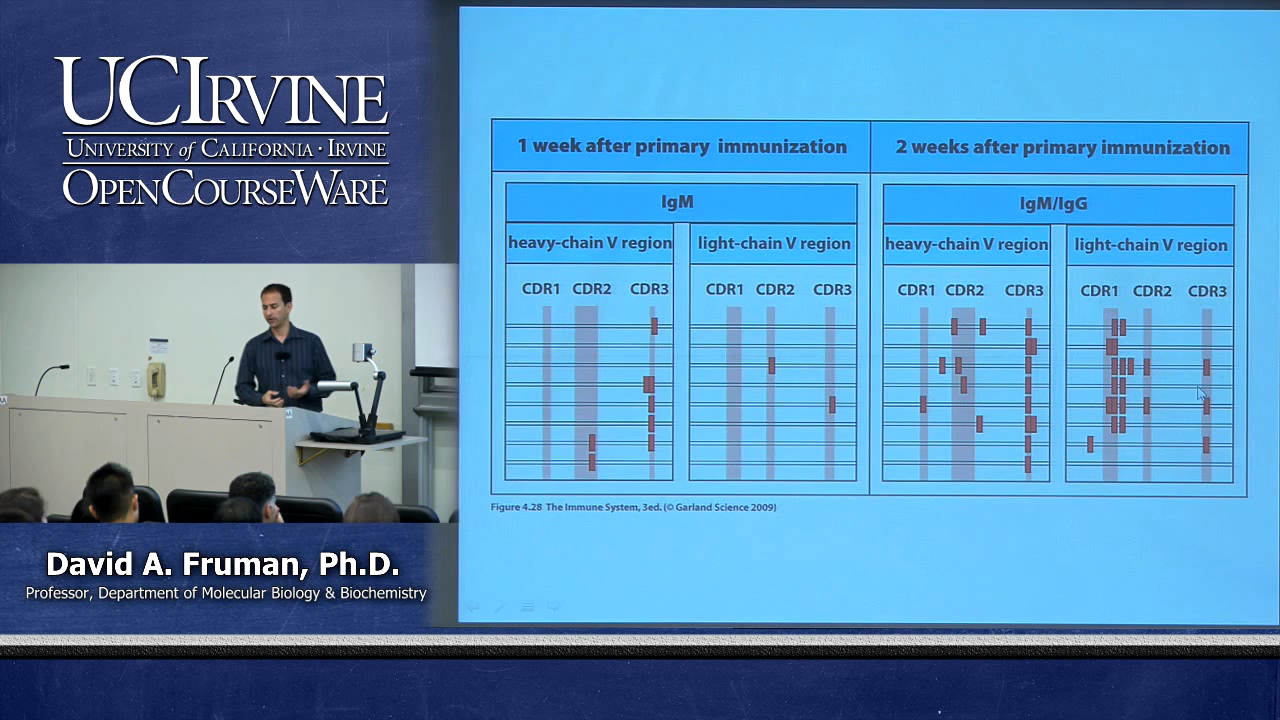 UCIRVINE
UNIVERSITY of CALIFORNIA · IRVINE
OPENCOURSEWARE
David A. Fruman, Ph.D.
Professor, Department of Molecular Biology & Biochemistry
1 week after primary immunization
2 weeks after primary immunization
IgM
IgM/IgG
heavy-chain V region
light-chain V region
heavy-chain V region
light-chain V region
CDR1 CDR2 CDR3
CDR1 CDR2 CDR3
CDR1 CDR2 CDR3
CDR1 CDR2 CDR3
Figure 4.28 The Immune System, 3ed. (© Garland Science 2009)